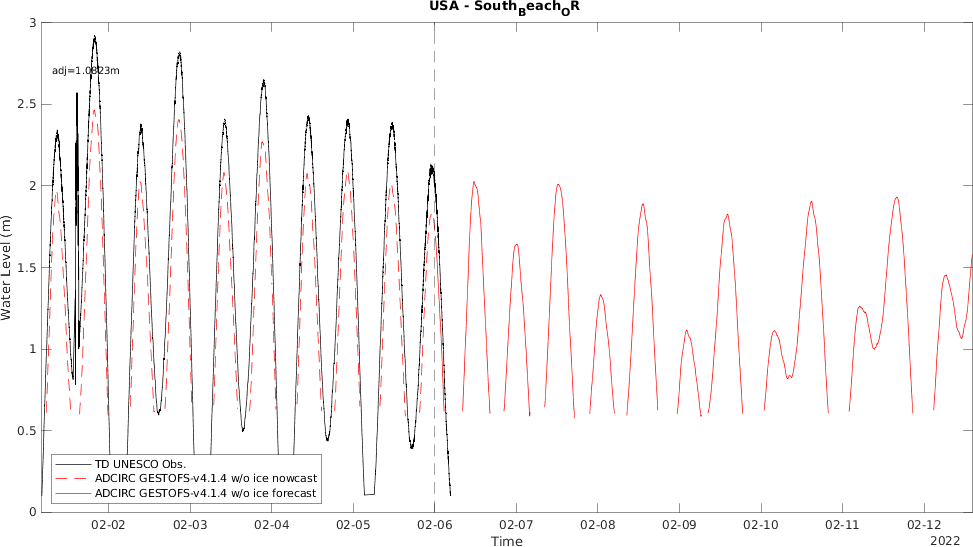 USA - SouthBeachOR
adj=1.0823m
3
2.5
2
1.5
1
0.5
0
Water Level (m)
TD UNESCO Obs.
ADCIRC GESTOFS-v4.1.4 w/o ice nowcast
ADCIRC GESTOFS-v4.1.4 w/o ice forecast
02-02 02-03 02-04 02-05 02-06 02-07 02-08 02-09 02-10 02-11 02-12
Time
2022